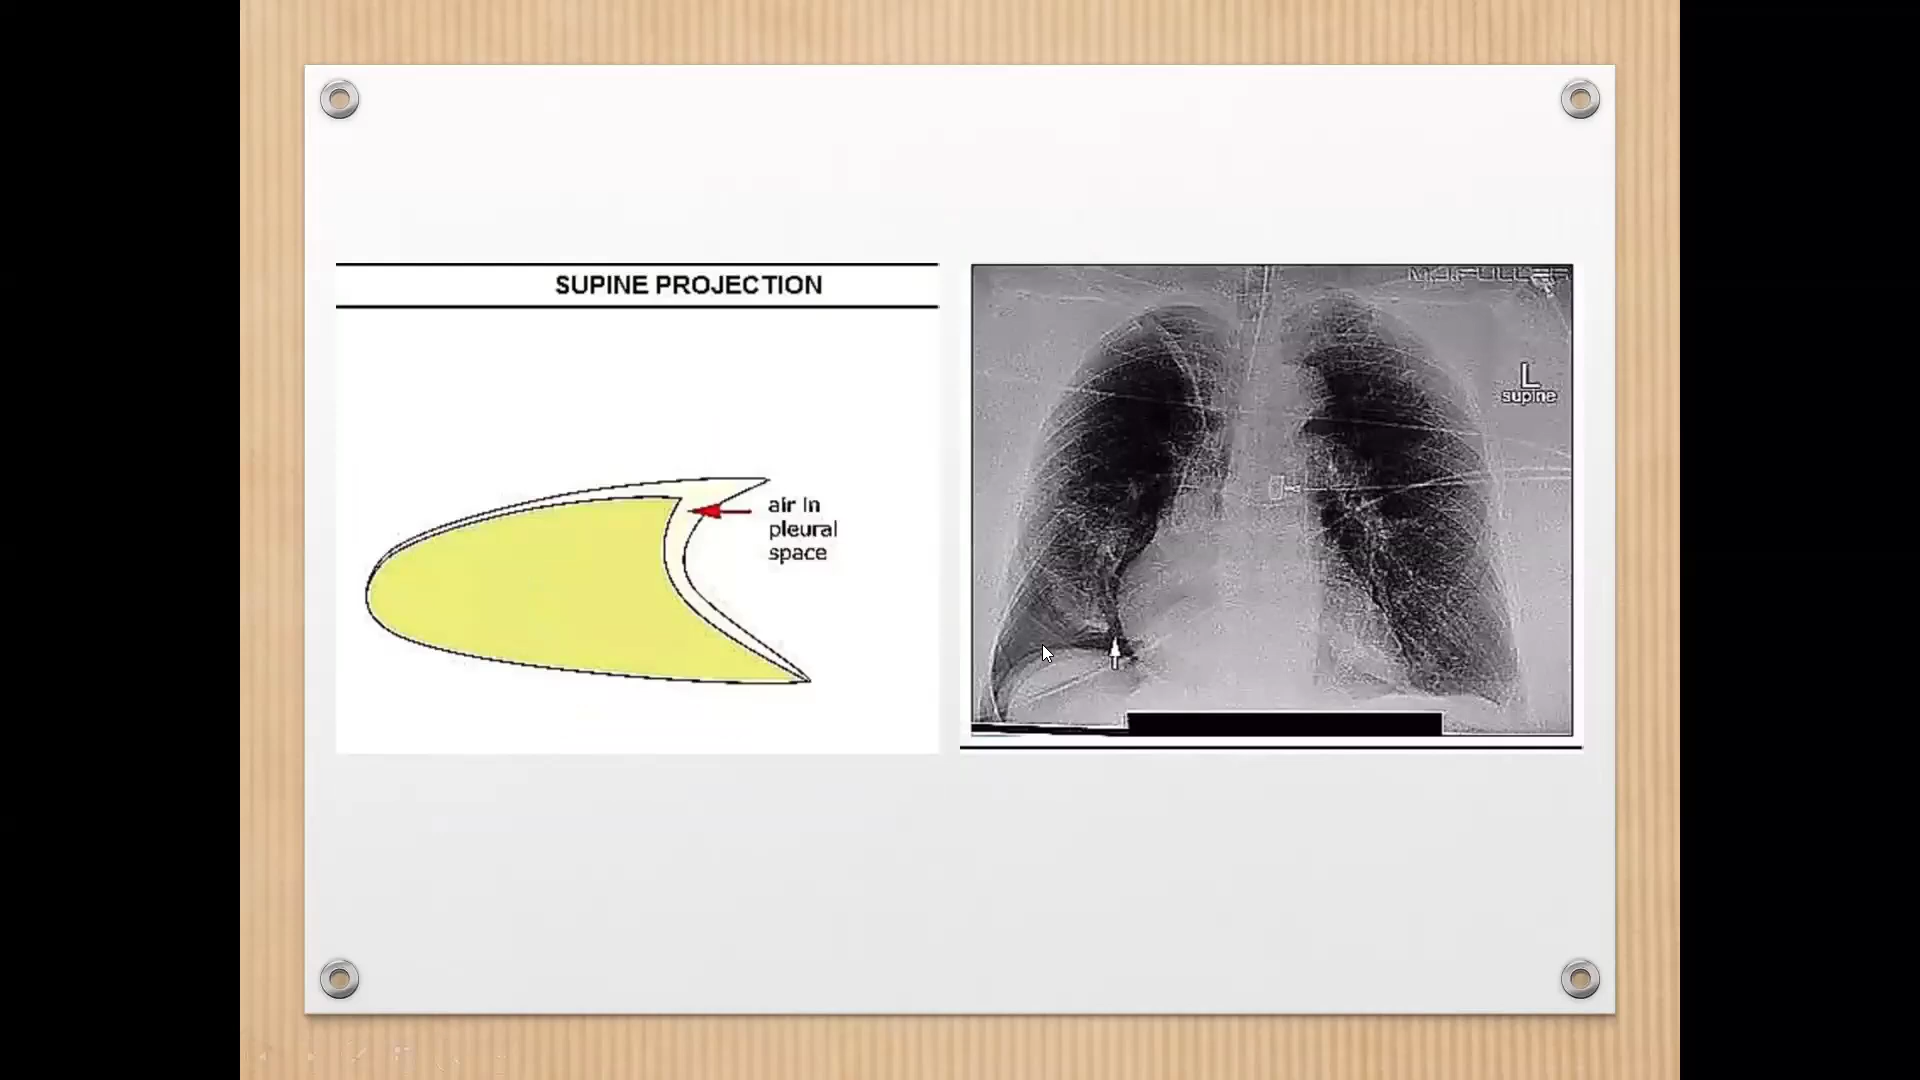 SUPINE PROJECTION
air in
pleural
space
L
supine